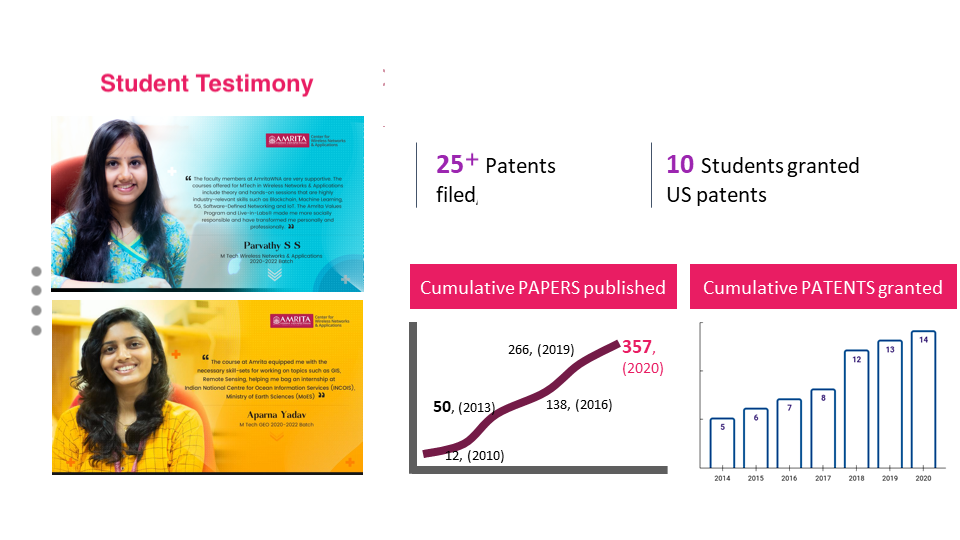 Student Testimony
AMRITA
Center for
Wireless Networks
& Applications
“ The faculty members at AmritaWNA are very supportive. The
courses offered for MTech in Wireless Networks & Applications
include theory and hands-on sessions that are highly
industry-relevant skills such as Blockchain, Machine Learning,
5G, Software-Defined Networking and IoT. The Amrita Values
Program and Live-in-Labs® made me more socially
responsible and have transformed me personally and
professionally. ”
Parvathy S S
M Tech Wireless Networks & Applications
2020-2022 Batch
AMRITA
Center for
Wireless Networks
& Applications
“ The course at Amrita equipped me with the
necessary skill-sets for working on topics such as GIS,
Remote Sensing, helping me bag an internship at
Indian National Centre for Ocean Information Services (INCOIS),
Ministry of Earth Sciences (MoES) ”
Aparna Yadav
M Tech GEO 2020-2022 Batch
25+ Patents
filed,
10 Students granted
US patents
Cumulative PAPERS published
266, (2019)
357,
(2020)
50, (2013)
138, (2016)
12, (2010)
Cumulative PATENTS granted
5
6
7
8
12
13
14
2014 2015 2016 2017 2018 2019 2020